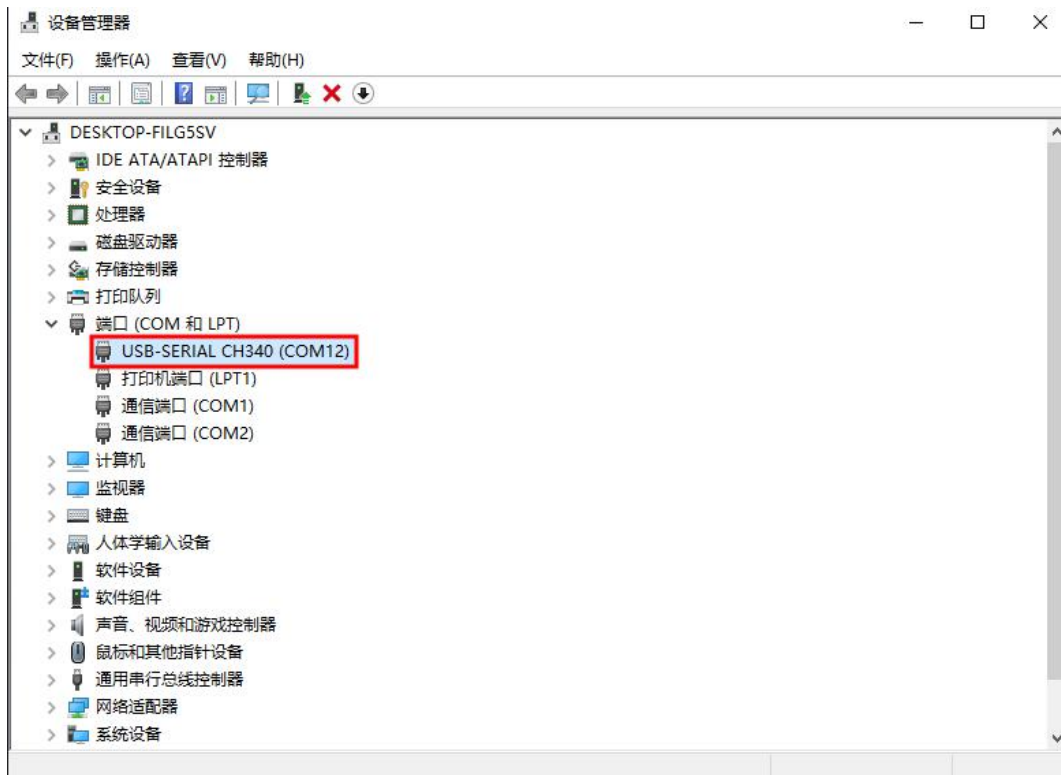 设备管理器
文件(F) 操作(A) 查看(V) 帮助(H)
DESKTOP-FILG5SV
IDE ATA/ATAPI 控制器
安全设备
处理器
磁盘驱动器
存储控制器
打印队列
端口 (COM 和 LPT)
USB-SERIAL CH340 (COM12)
打印机端口 (LPT1)
通信端口 (COM1)
通信端口 (COM2)
计算机
监视器
键盘
人体学输入设备
软件设备
软件组件
声音、视频和游戏控制器
鼠标和其他指针设备
通用串行总线控制器
网络适配器
系统设备